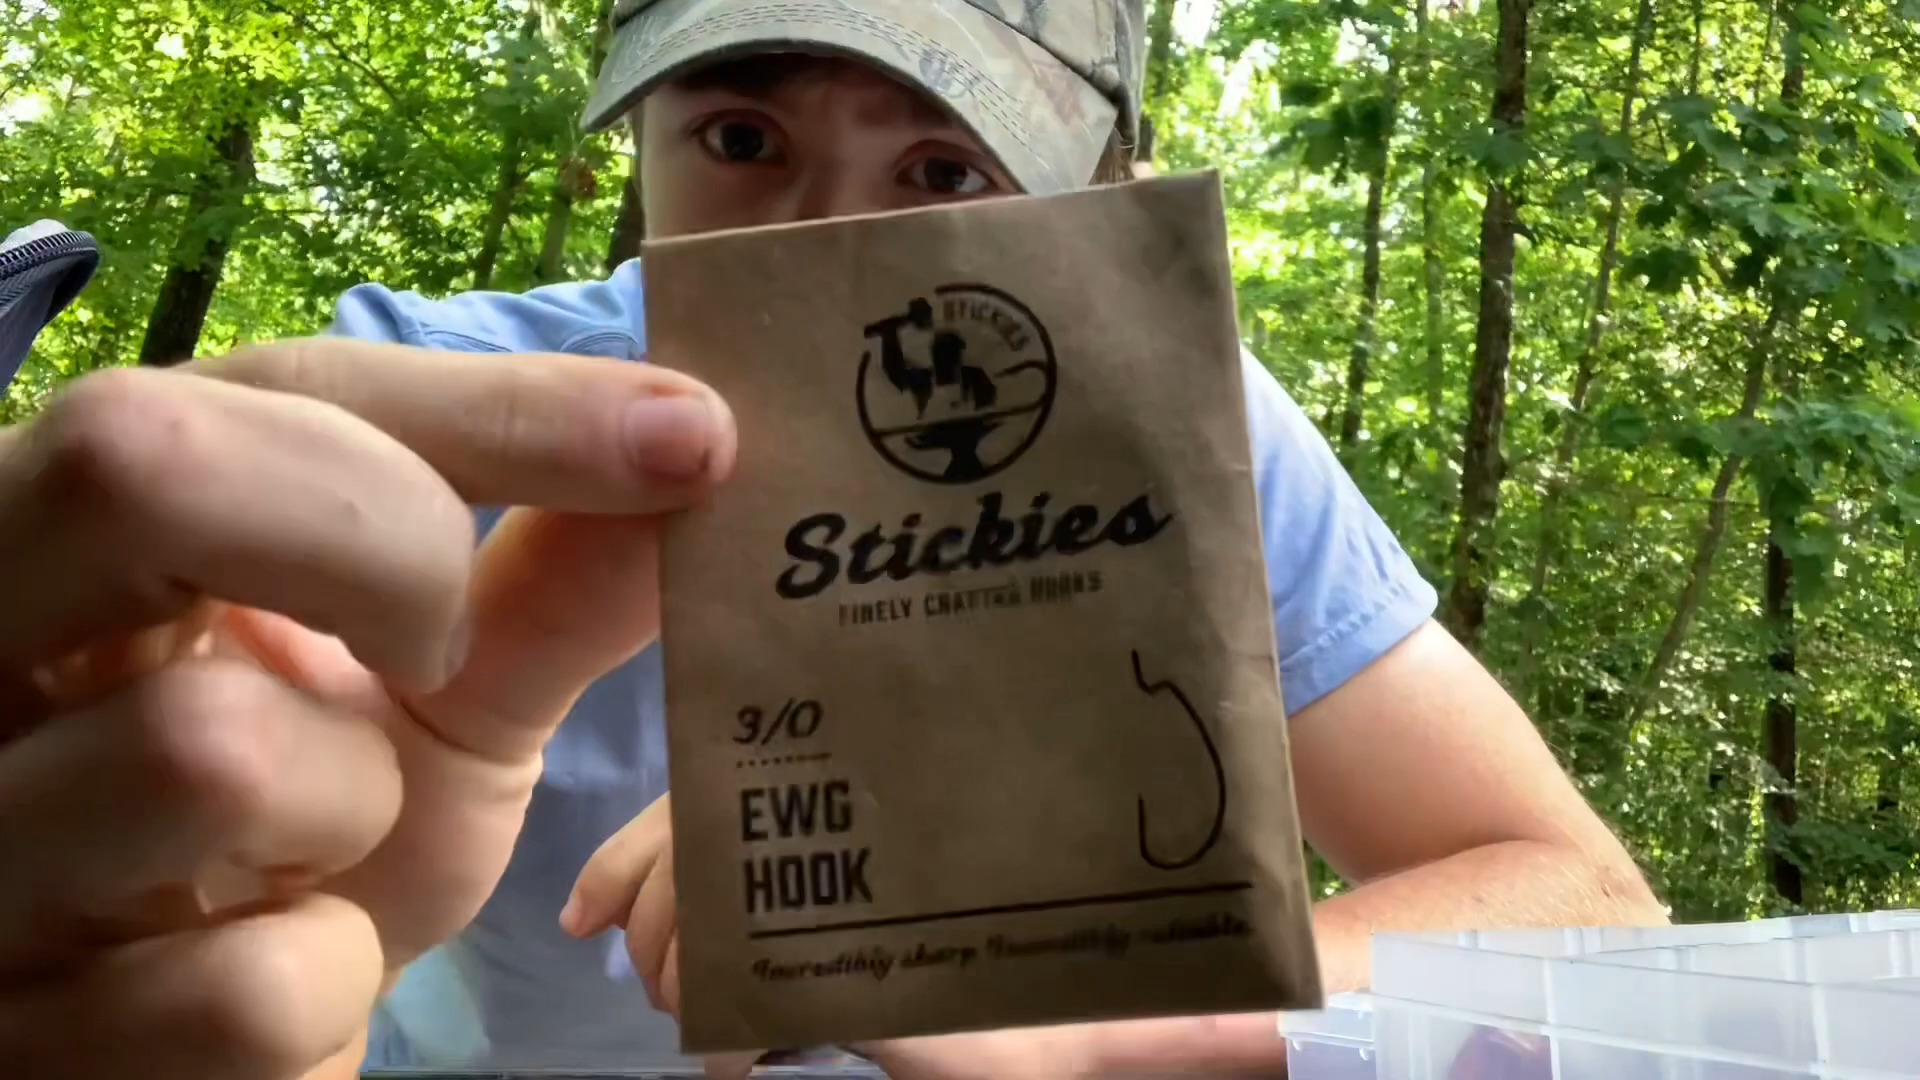 STICKIES
Stickies
FINELY CRAFTED HOOKS
3/0
EWG
HOOK
Incredibly sharp. Incredibly reliable.